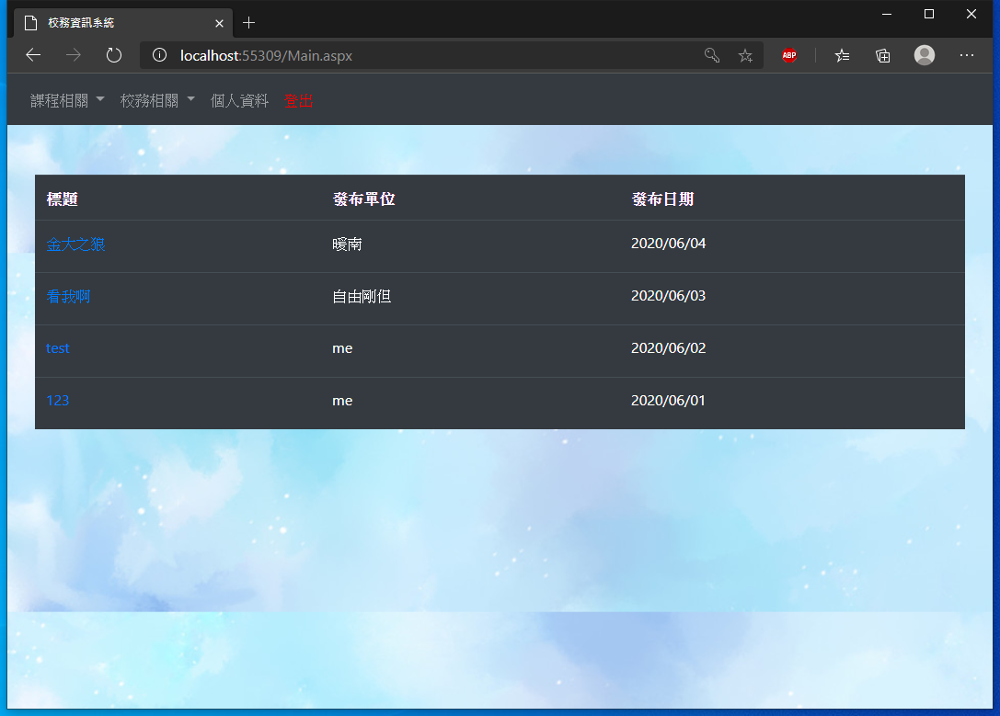 校務資訊系統
localhost:55309/Main.aspx
ABP
課程相關 校務相關 個人資料 登出
標題 發布單位 發布日期
金大之狼 暖南 2020/06/04
看我啊 自由剛但 2020/06/03
test me 2020/06/02
123 me 2020/06/01